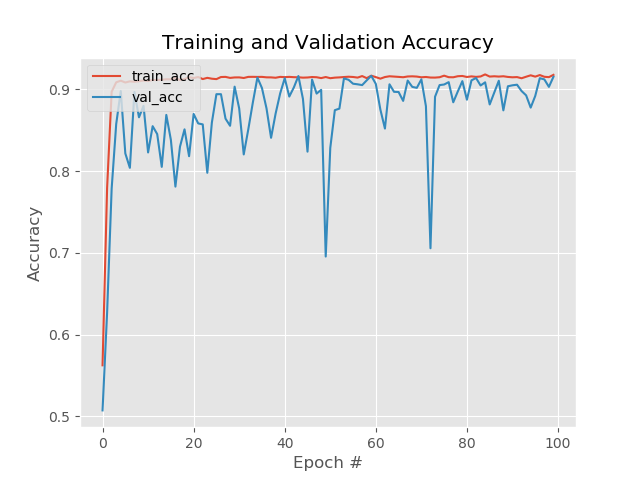 Training and Validation Accuracy
train_acc
val_acc
0.9
0.8
0.7
0.6
0.5
Accuracy
0 20 40 60 80 100
Epoch #